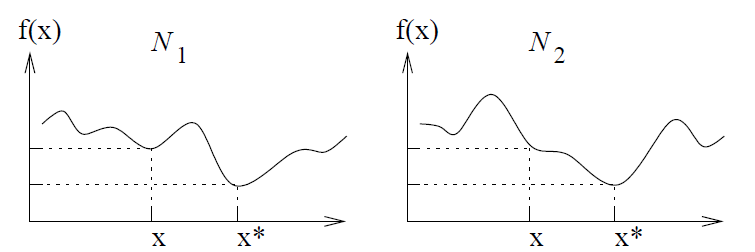 f(x) N1
x x*
f(x) N2
x x*